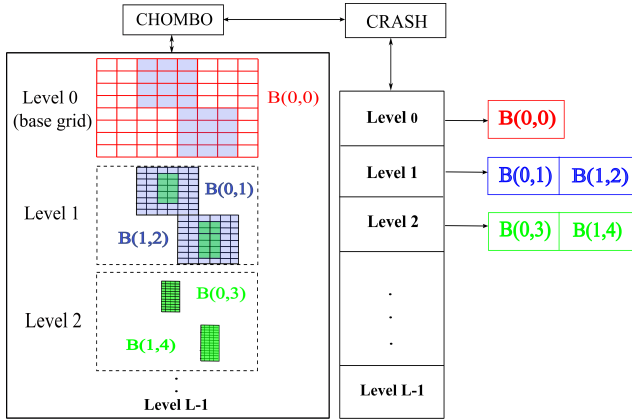 CHOMBO
CRASH
Level 0
(base grid)
B(0,0)
Level 1
B(0,1)
B(1,2)
Level 2
B(0,3)
B(1,4)
.
.
Level L-1
Level 0
B(0,0)
Level 1
B(0,1) B(1,2)
Level 2
B(0,3) B(1,4)
.
.
.
Level L-1